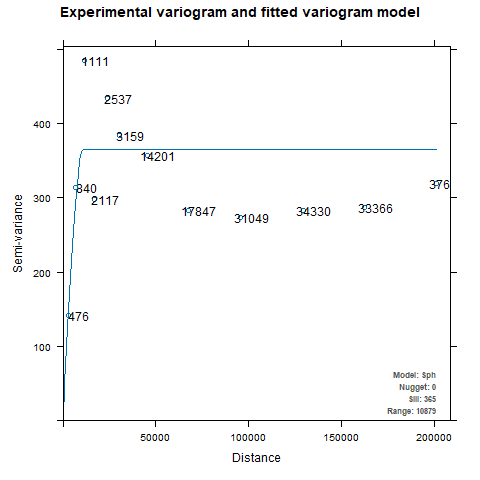 Experimental variogram and fitted variogram model
1111
2537
3159
14201
840
2117
17847
31049
34330
33366
376
476
400
300
200
100
Semi-variance
50000
100000
150000
200000
Distance
Model: Sph
Nugget: 0
Sill: 365
Range: 10879